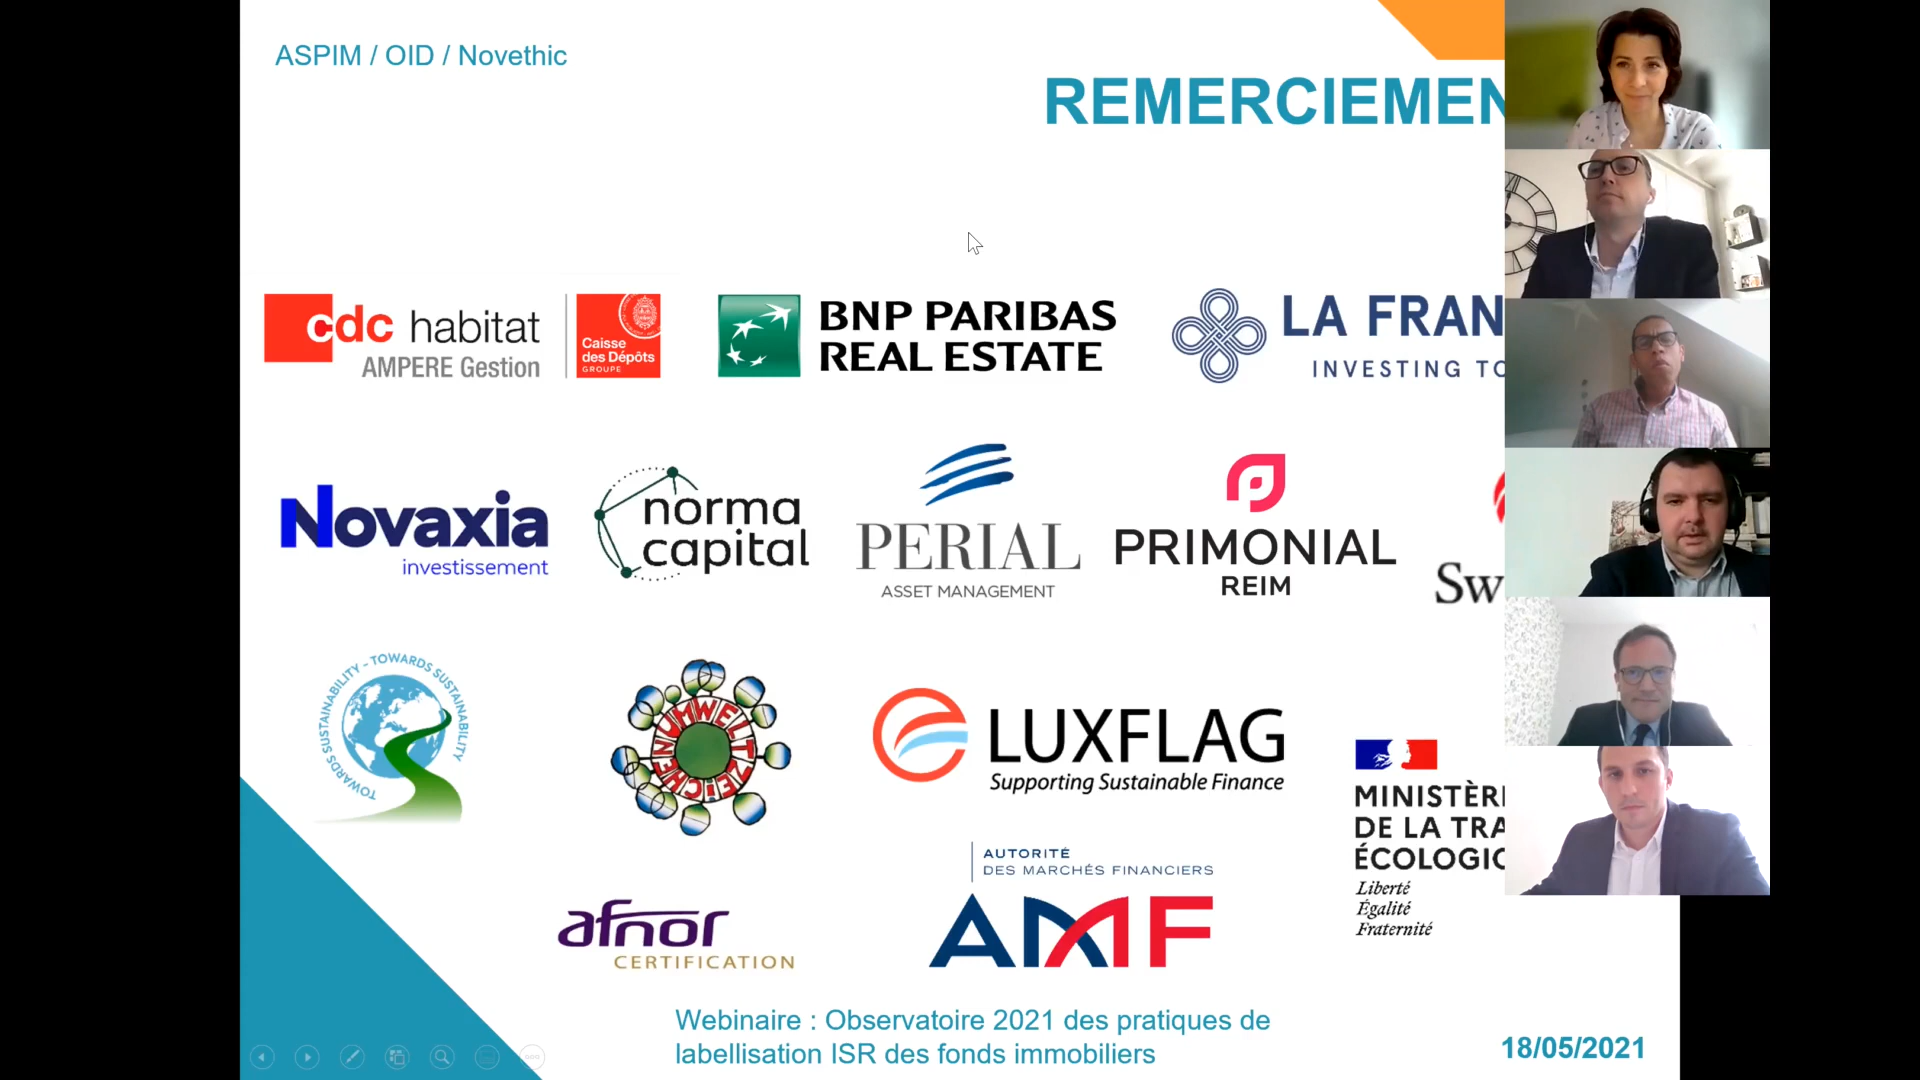 ASPIM / OID / Novethic
REMERCIEMEN
cdc habitat
AMPERE Gestion
Caisse
des Dépôts
GROUPE
BNP PARIBAS
REAL ESTATE
LA FRAN
INVESTING TO
Novaxia
investissement
norma
capital
PERIAL
ASSET MANAGEMENT
PRIMONIAL
REIM
Sw
TOWARDS SUSTAINABILITY - TOWARDS SUSTAINABILITY
UMWELTZEICHEN
LUXFLAG
Supporting Sustainable Finance
MINISTÈR
DE LA TRA
ÉCOLOGIC
Liberté
Égalité
Fraternité
AUTORITÉ
DES MARCHÉS FINANCIERS
AMF
afnor
CERTIFICATION
Webinaire : Observatoire 2021 des pratiques de
labellisation ISR des fonds immobiliers
18/05/2021